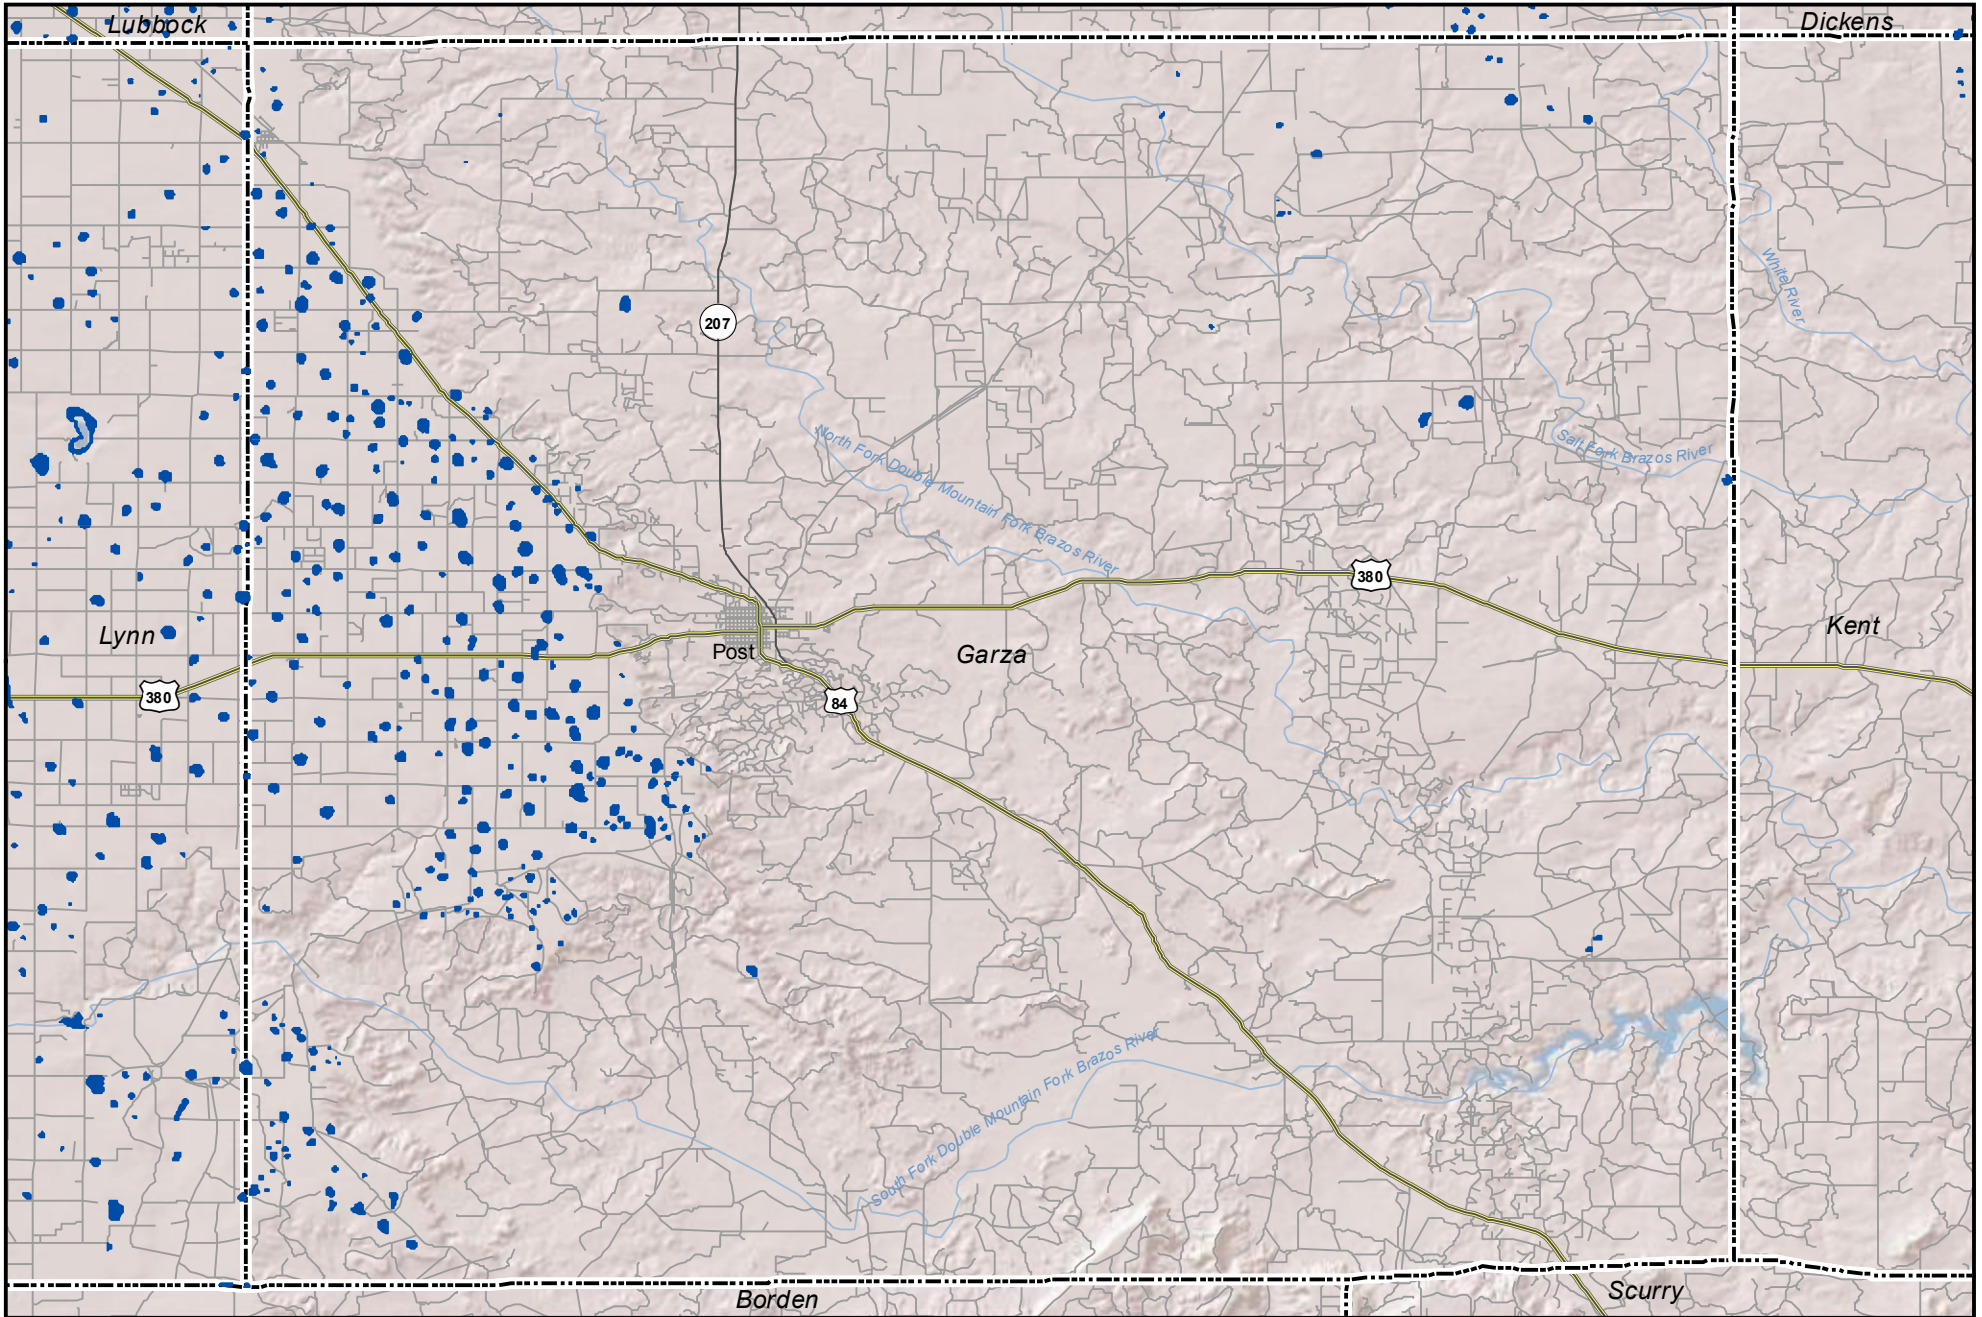 Lubbock
Dickens
White River
207
North Fork Double Mountain Fork Brazos River
Salt Fork Brazos River
380
Lynn
Post
Garza
Kent
380
84
South Fork Double Mountain Fork Brazos River
Borden
Scurry